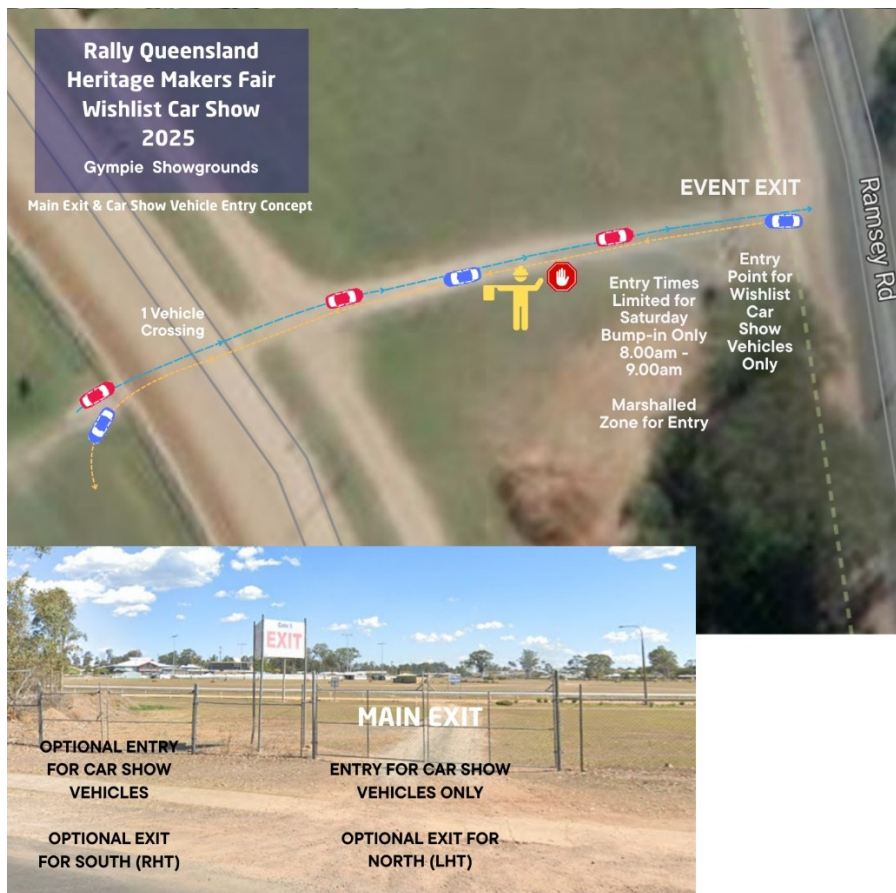 Rally Queensland
Heritage Makers Fair
Wishlist Car Show
2025
Gympie Showgrounds
Main Exit & Car Show Vehicle Entry Concept
EVENT EXIT
Ramsey Rd
1 Vehicle
Crossing
Entry Times
Limited for
Saturday
Bump-in Only
8.00am -
9.00am
Marshalled
Zone for Entry
Entry
Point for
Wishlist
Car
Show
Vehicles
Only
EXIT
MAIN EXIT
OPTIONAL ENTRY
FOR CAR SHOW
VEHICLES
ENTRY FOR CAR SHOW
VEHICLES ONLY
OPTIONAL EXIT
FOR SOUTH (RHT)
OPTIONAL EXIT FOR
NORTH (LHT)